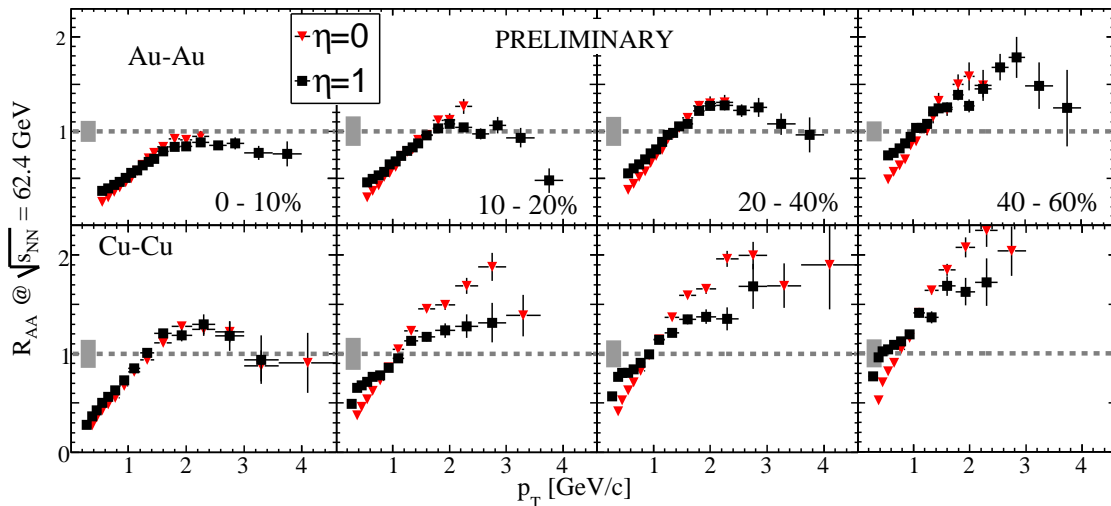 Au-Au
η=0
η=1
PRELIMINARY
2
1
0 - 10%
10 - 20%
20 - 40%
40 - 60%
R_AA @ √s_NN = 62.4 GeV
Cu-Cu
2
1
0
1 2 3 4
1 2 3 4
1 2 3 4
1 2 3 4
p_T [GeV/c]